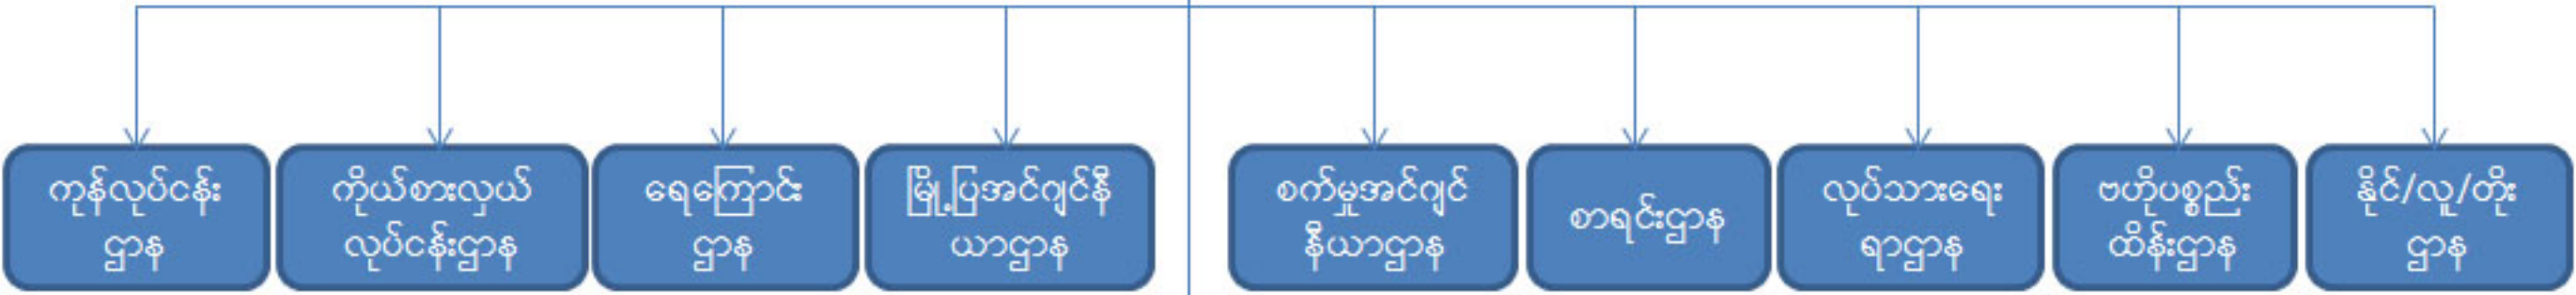 ကုန်လုပ်ငန်း
ဌာန
ကိုယ်စားလှယ်
လုပ်ငန်းဌာန
ရေကြောင်း
ဌာန
မြို့ပြအင်ဂျင်နီ
ယာဌာန
စက်မှုအင်ဂျင်
နီယာဌာန
စာရင်းဌာန
လုပ်သားရေး
ရာဌာန
ဗဟိုပစ္စည်း
ထိန်းဌာန
နိုင်/လူ/တိုး
ဌာန